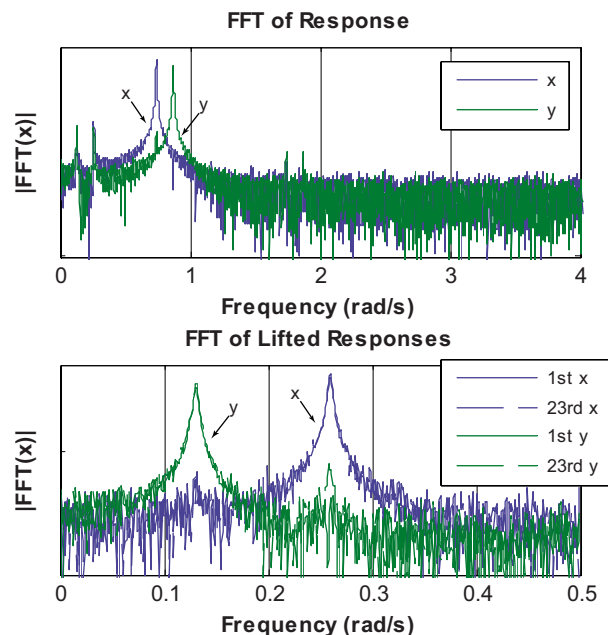 FFT of Response
|FFT(x)|
x
y
x
y
0 1 2 3 4
Frequency (rad/s)
FFT of Lifted Responses
|FFT(x)|
y
x
1st x
23rd x
1st y
23rd y
0 0.1 0.2 0.3 0.4 0.5
Frequency (rad/s)